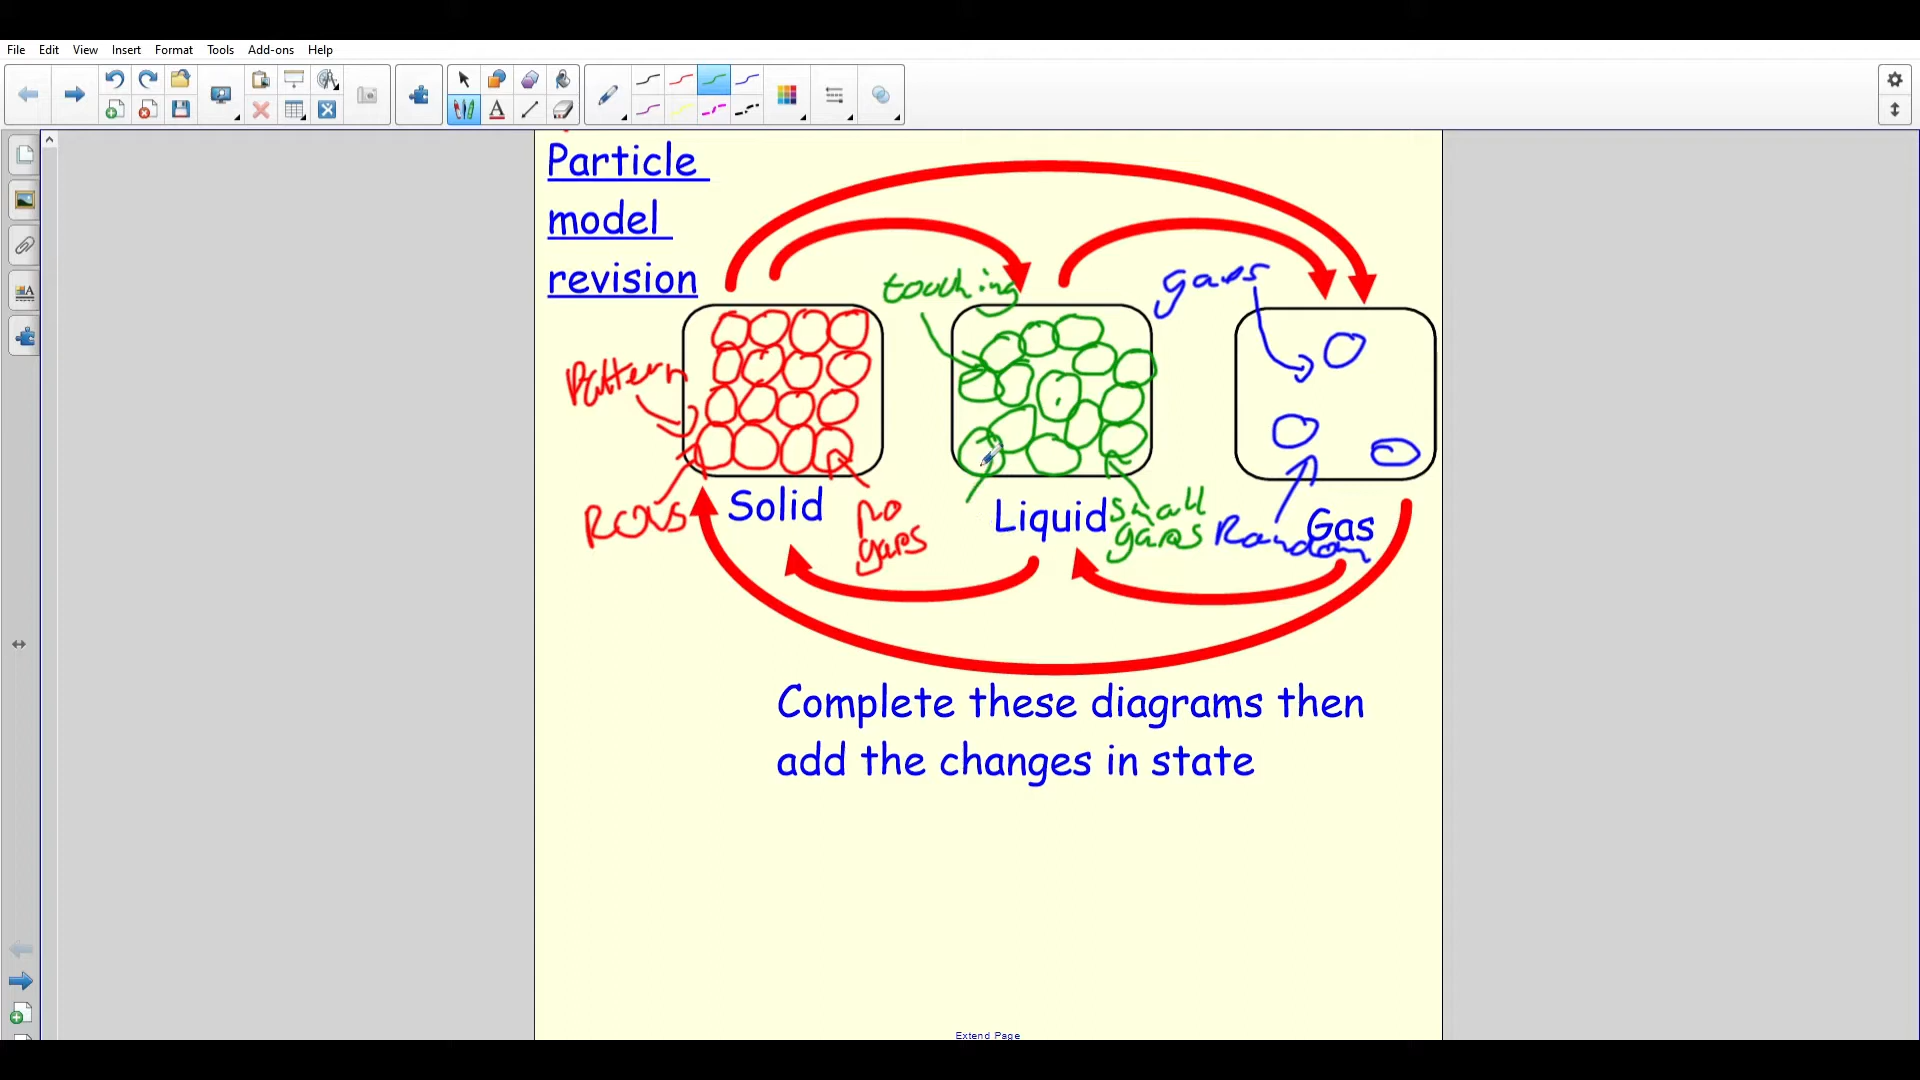 File Edit View Insert Format Tools Add-ons Help
Particle
model
revision
touching
gaps
Pattern
Rows
Solid
no
gaps
Liquid
small
gaps
Random
Gas
Complete these diagrams then
add the changes in state
Extend Page